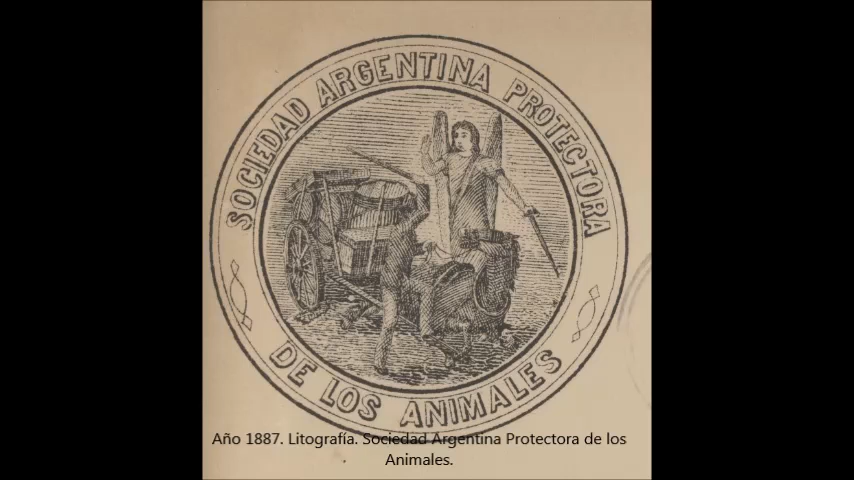 SOCIEDAD ARGENTINA PROTECTORA
DE LOS ANIMALES
Año 1887. Litografía. Sociedad Argentina Protectora de los
Animales.